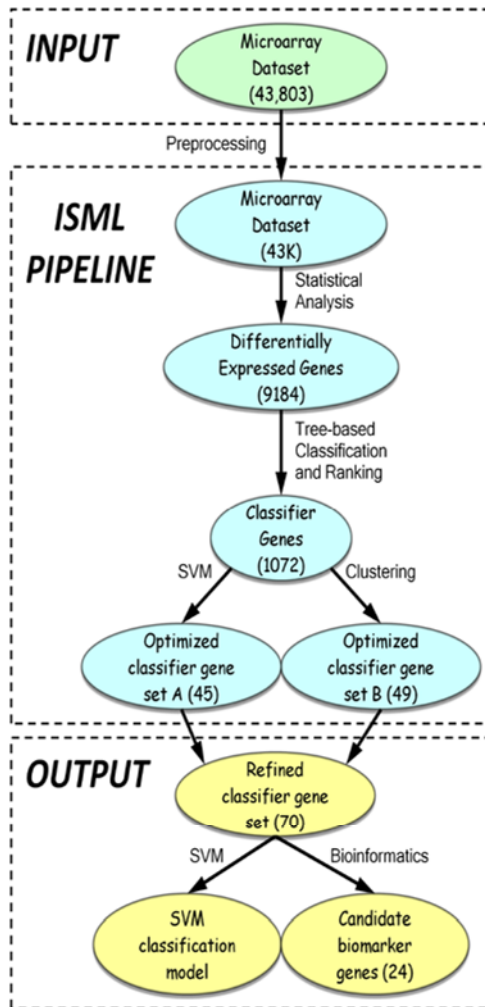 INPUT
Microarray
Dataset
(43,803)
Preprocessing
ISML
PIPELINE
Microarray
Dataset
(43K)
Statistical
Analysis
Differentially
Expressed Genes
(9184)
Tree-based
Classification
and Ranking
Classifier
Genes
(1072)
SVM
Clustering
Optimized
classifier gene
set A (45)
Optimized
classifier gene
set B (49)
OUTPUT
Refined
classifier gene
set (70)
SVM
Bioinformatics
SVM
classification
model
Candidate
biomarker
genes (24)